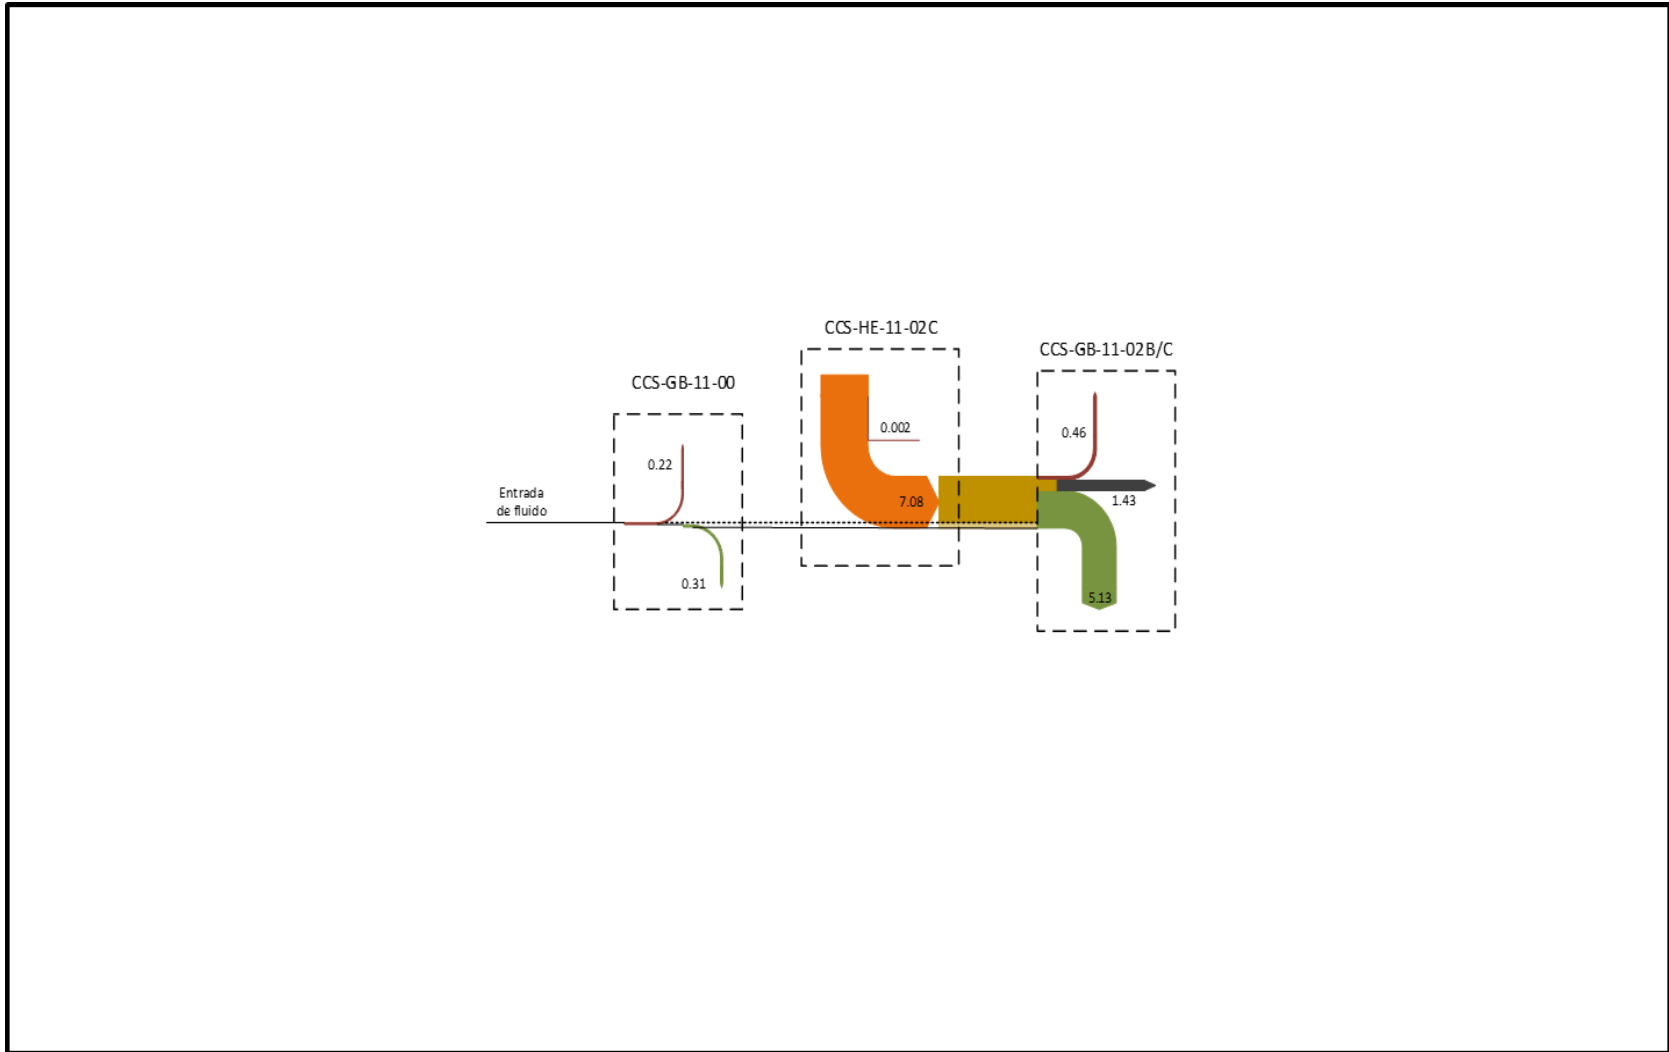 CCS-HE-11-02C
CCS-GB-11-02B/C
CCS-GB-11-00
0.002
0.46
0.22
Entrada
de fluido
7.08
1.43
0.31
5.13